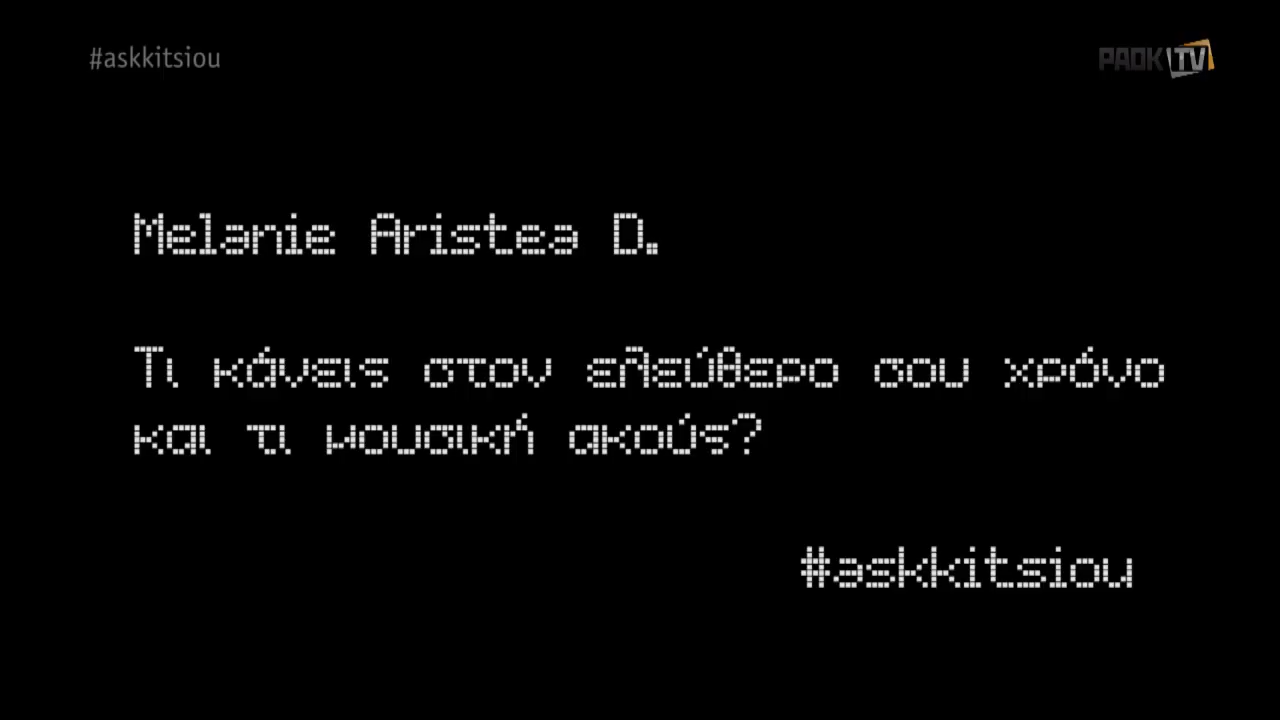 #askkitsiou
PAOK TV
Melanie Aristea D.
Τι κάνεις στον ελεύθερο σου χρόνο
και τι μουσική ακούς?
#askkitsiou